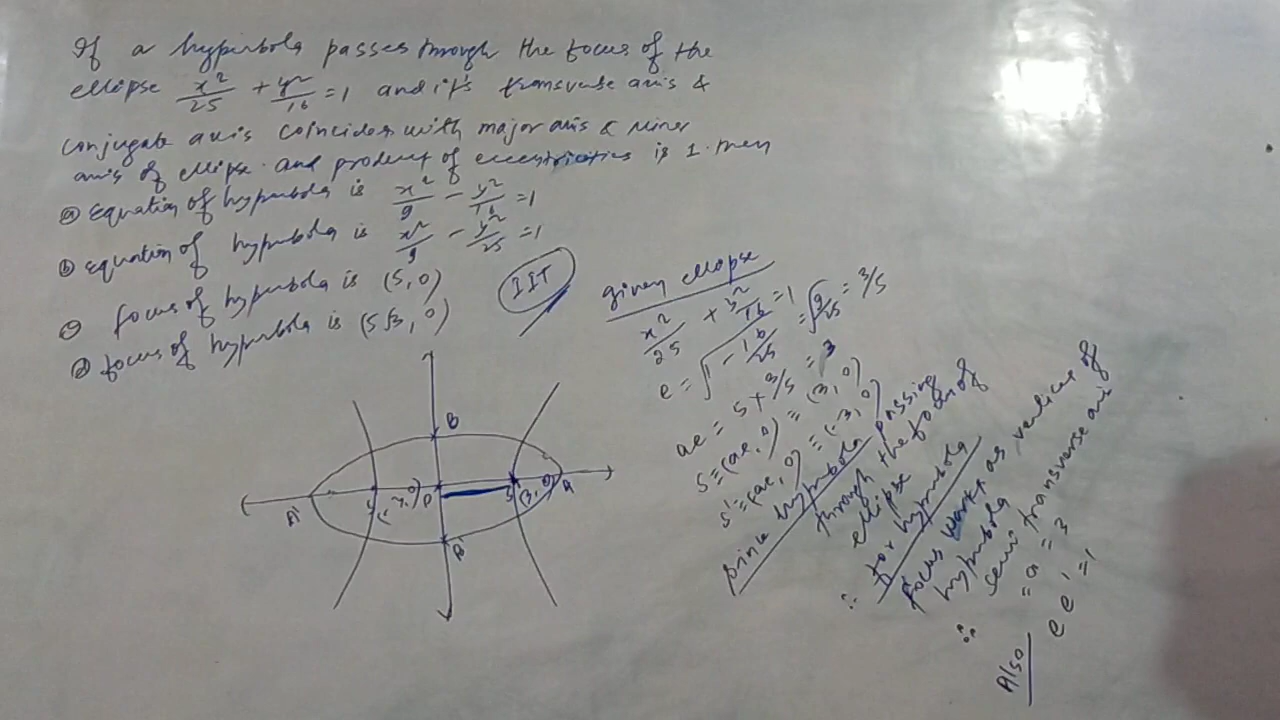 If a hyperbola passes through the focus of the
ellipse x²/25 + y²/16 = 1 and it's transverse axis &
conjugate axis coincides with major axis & Minor
axis of ellipse. and product of eccentricities is 1. then
(a) Equation of hyperbola is x²/9 - y²/16 = 1
(b) equation of hyperbola is x²/9 - y²/25 = 1
(c) focus of hyperbola is (5, 0)
(d) focus of hyperbola is (5√3, 0)
IIT
given ellipse
x²/25 + y²/16 = 1
e = √1 - 16/25 = √9/25 = 3/5
ae = 5 × 3/5 = 3
S = (ae, 0) = (3, 0)
S' = (-ae, 0) = (-3, 0)
Since hyperbola passing
through the focus of
ellipse
∴ for hyperbola
focus works as vertices of
hyperbola
∴ semi transverse axis
= a = 3
Also e e' = 1
B
A'
S'
(-3, 0)
O
S
(3, 0)
A
B'